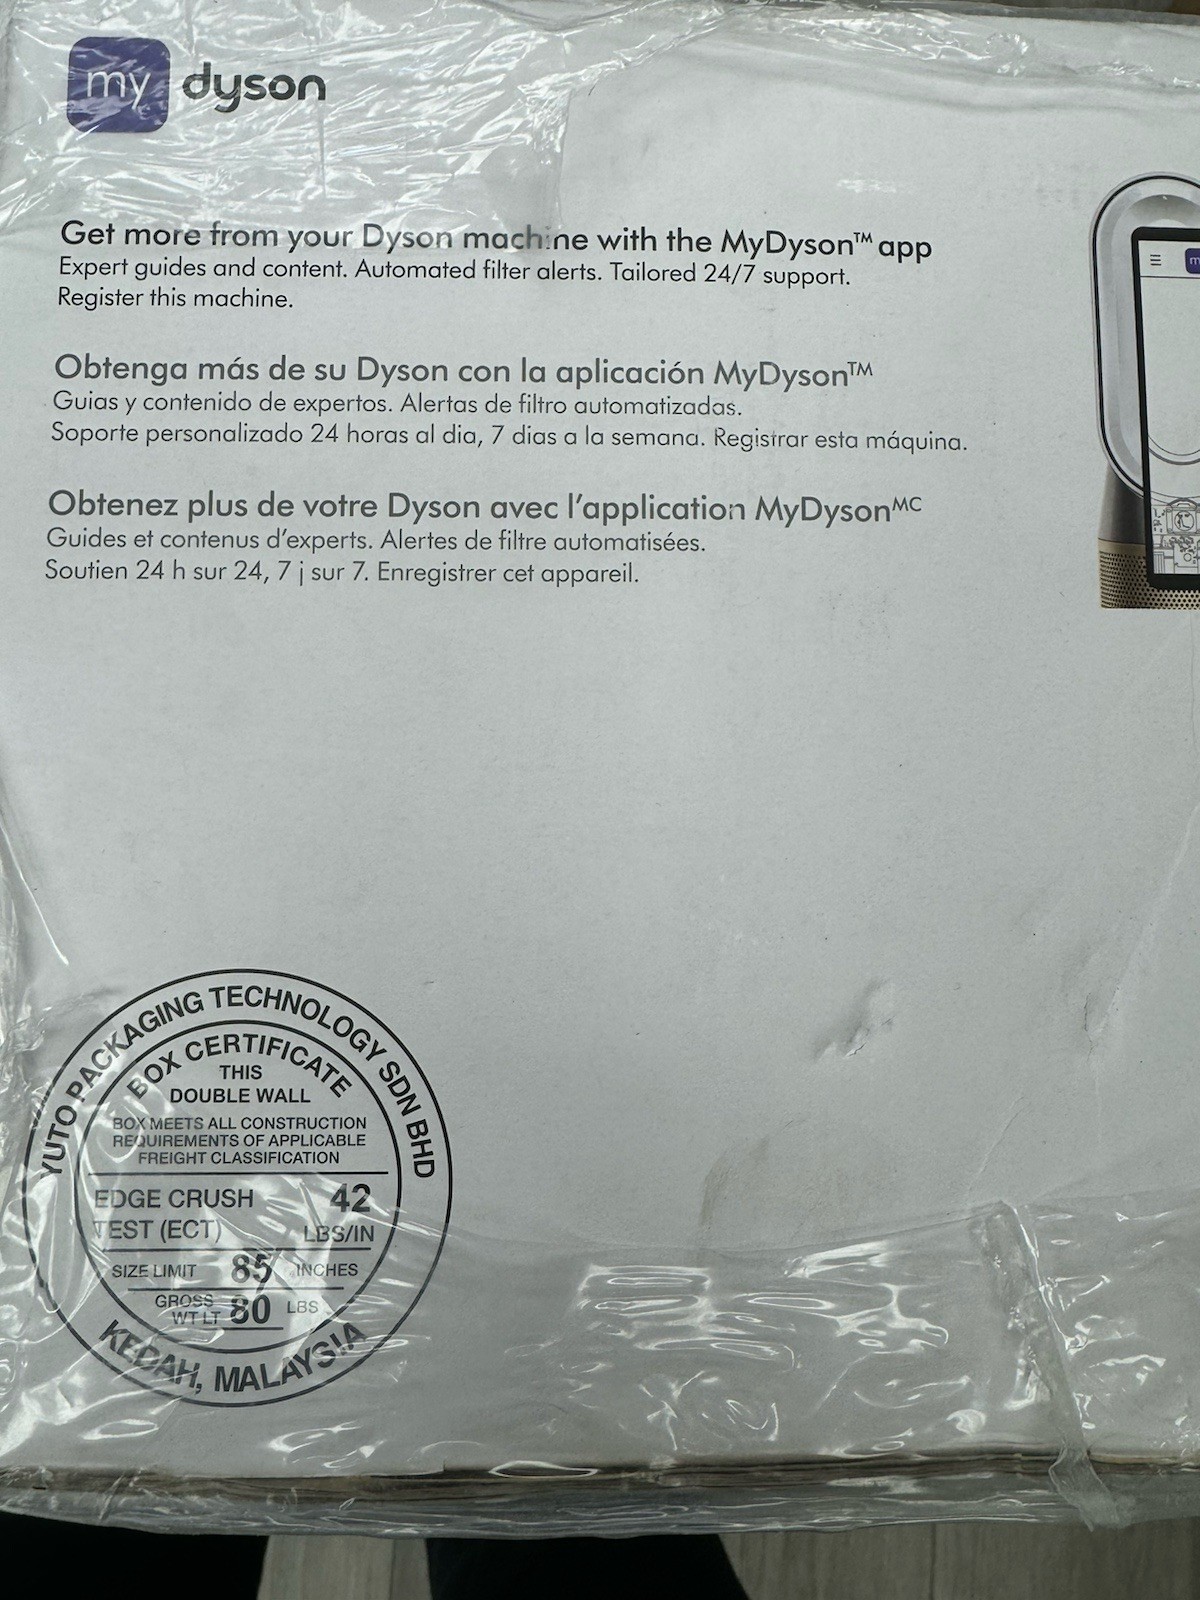 my dyson
Get more from your Dyson machine with the MyDyson™ app
Expert guides and content. Automated filter alerts. Tailored 24/7 support.
Register this machine.
Obtenga más de su Dyson con la aplicación MyDyson™
Guias y contenido de expertos. Alertas de filtro automatizadas.
Soporte personalizado 24 horas al dia, 7 dias a la semana. Registrar esta máquina.
Obtenez plus de votre Dyson avec l'application MyDysonᴹᶜ
Guides et contenus d'experts. Alertes de filtre automatisées.
Soutien 24 h sur 24, 7 j sur 7. Enregistrer cet appareil.
YUTO PACKAGING TECHNOLOGY SDN BHD
BOX CERTIFICATE
THIS
DOUBLE WALL
BOX MEETS ALL CONSTRUCTION
REQUIREMENTS OF APPLICABLE
FREIGHT CLASSIFICATION
EDGE CRUSH 42
TEST (ECT) LBS/IN
SIZE LIMIT 85 INCHES
GROSS
WT LT 80 LBS
KEDAH, MALAYSIA